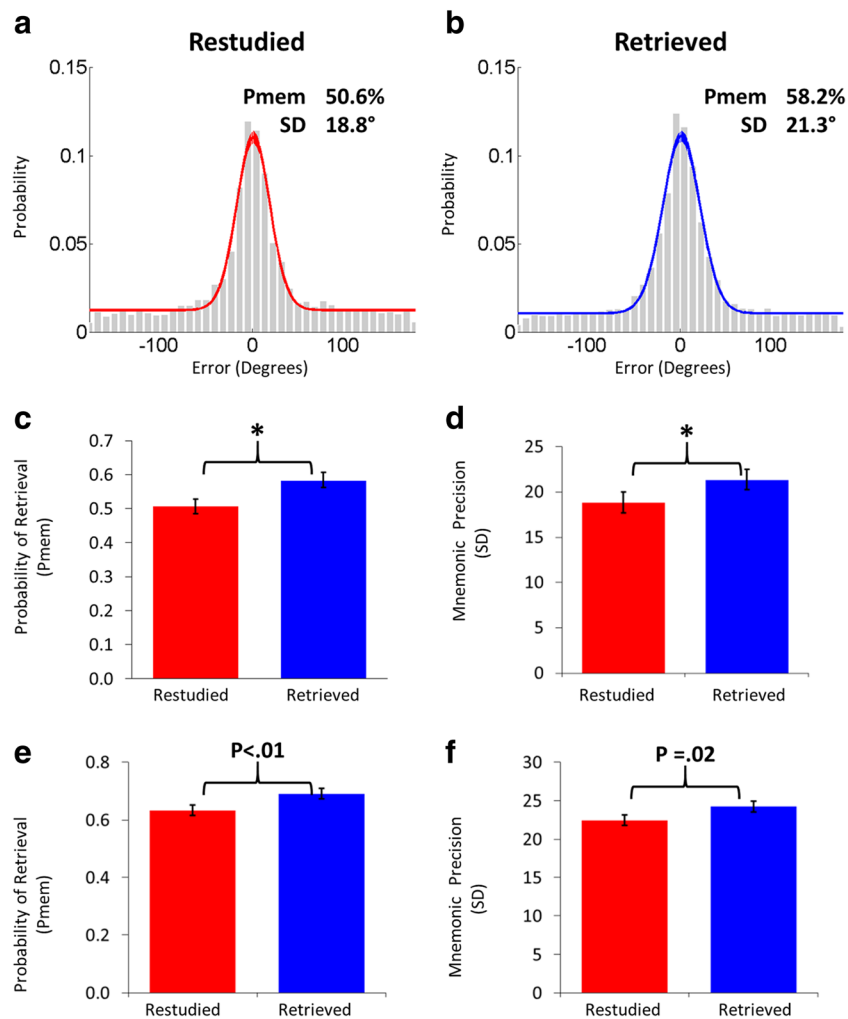 a
Restudied
0.15
0.1
0.05
0
Probability
Pmem 50.6%
SD 18.8°
-100 0 100
Error (Degrees)
b
Retrieved
0.15
0.1
0.05
0
Probability
Pmem 58.2%
SD 21.3°
-100 0 100
Error (Degrees)
c
*
0.7
0.6
0.5
0.4
0.3
0.2
0.1
0.0
Probability of Retrieval
(Pmem)
Restudied Retrieved
d
*
25
20
15
10
5
0
Mnemonic Precision
(SD)
Restudied Retrieved
e
P<.01
0.8
0.6
0.4
0.2
0.0
Probability of Retrieval
(Pmem)
Restudied Retrieved
f
P =.02
30
25
20
15
10
5
0
Mnemonic Precision
(SD)
Restudied Retrieved